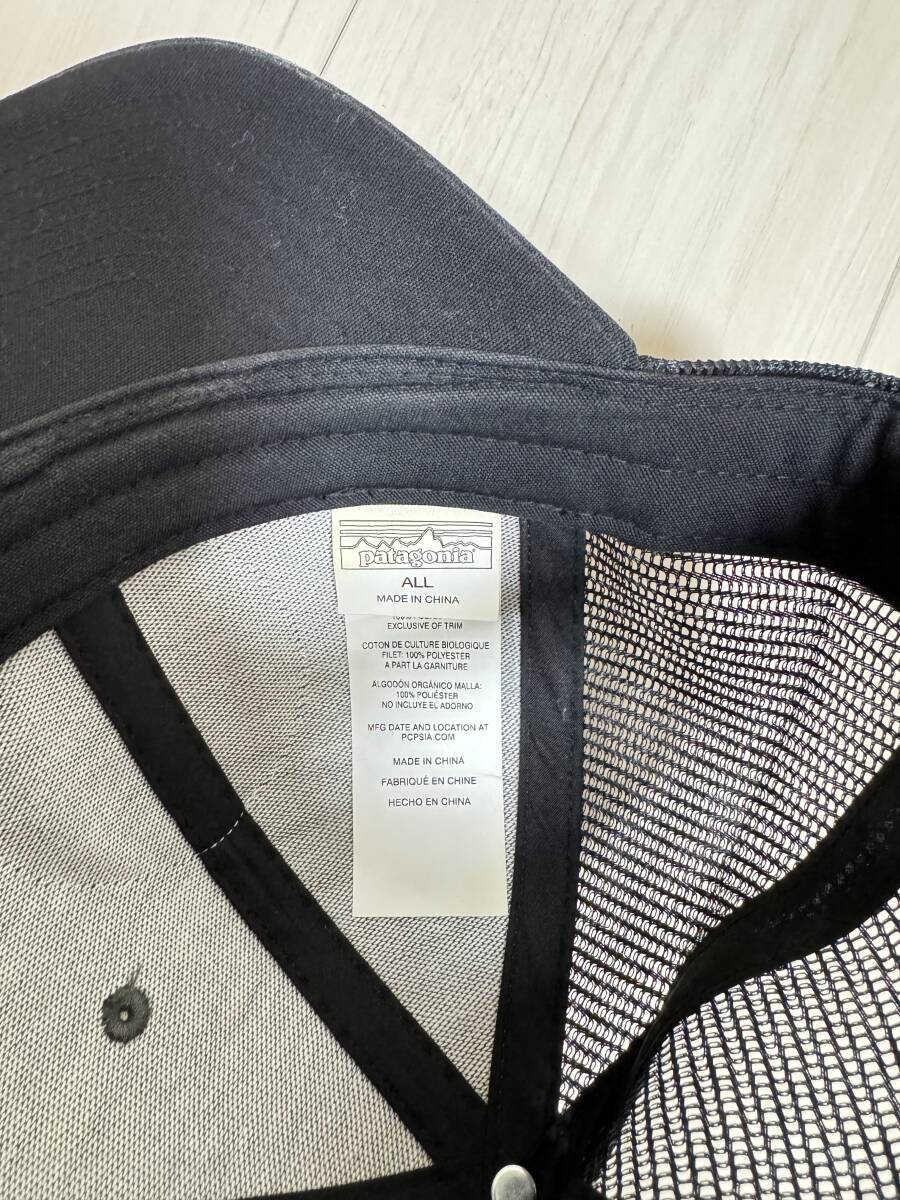 patagonia
ALL
MADE IN CHINA
EXCLUSIVE OF TRIM
COTON DE CULTURE BIOLOGIQUE
FILET: 100% POLYESTER
A PART LA GARNITURE
ALGODÓN ORGÁNICO MALLA:
100% POLIÉSTER
NO INCLUYE EL ADORNO
MFG DATE AND LOCATION AT
PCPSIA.COM
MADE IN CHINA
FABRIQUÉ EN CHINE
HECHO EN CHINA